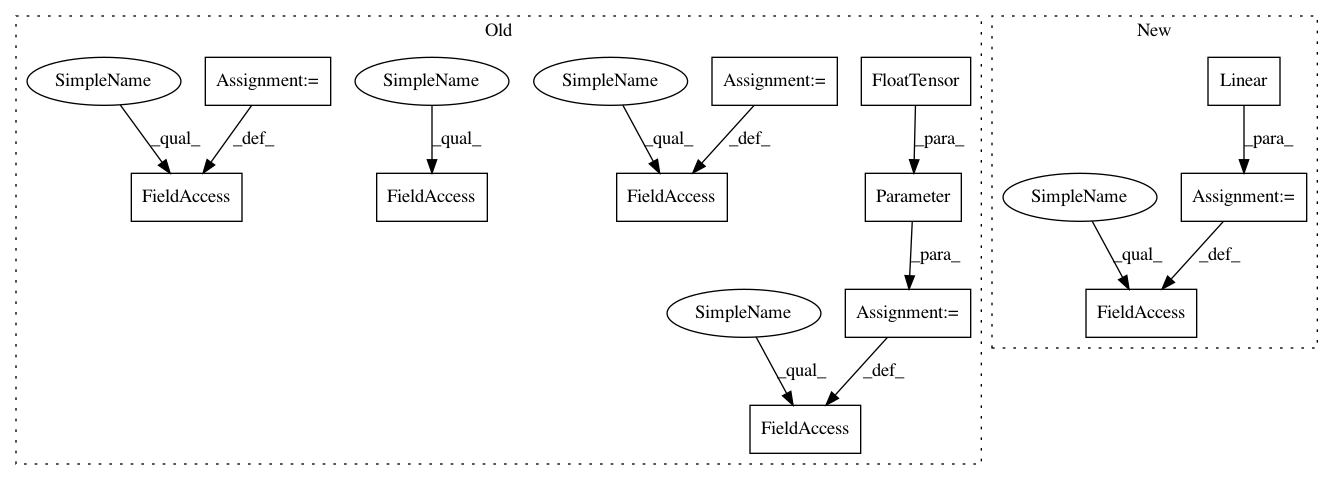 Old
New
SimpleName
Assignment:=
SimpleName
SimpleName
Assignment:=
FloatTensor
Linear
_qual_
_def_
_qual_
_qual_
_def_
_para_
_para_
FieldAccess
FieldAccess
FieldAccess
Parameter
SimpleName
Assignment:=
_para_
_qual_
_def_
SimpleName
Assignment:=
FieldAccess
_qual_
_def_
FieldAccess